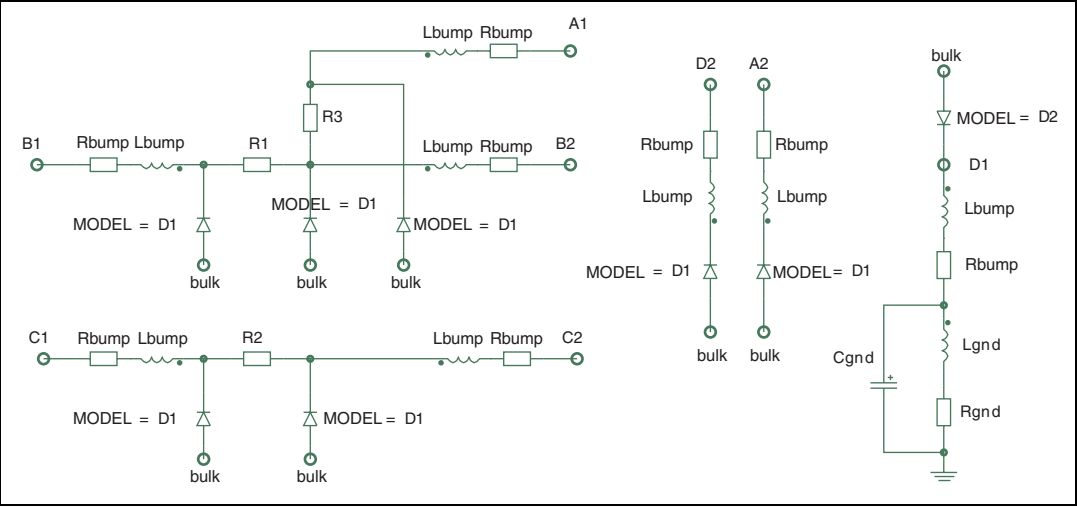 Lbump Rbump A1
R3
B1 Rbump Lbump R1 Lbump Rbump B2
MODEL = D1
MODEL = D1
MODEL = D1
bulk
bulk
bulk
C1 Rbump Lbump R2 Lbump Rbump C2
MODEL = D1
MODEL = D1
bulk
bulk
D2 A2
Rbump Rbump
Lbump Lbump
MODEL = D1 MODEL = D1
bulk bulk
bulk
MODEL = D2
D1
Lbump
Rbump
Lgnd
Cgnd
+
Rgnd